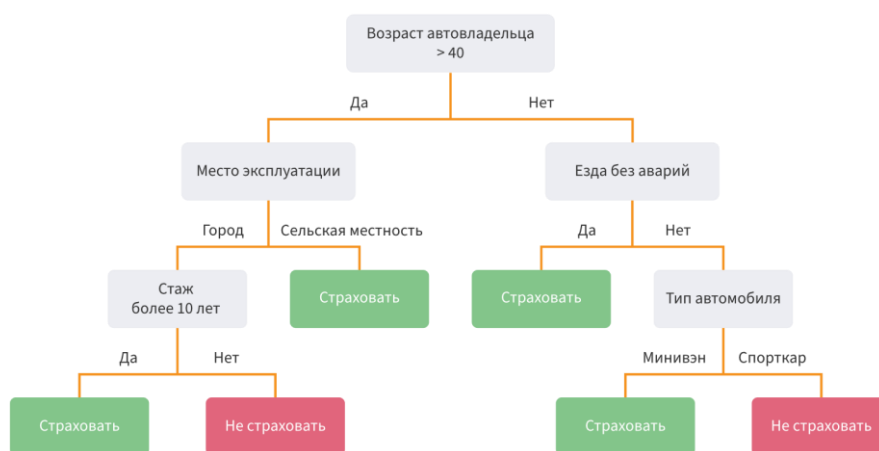 Возраст автовладельца
> 40
Да
Нет
Место эксплуатации
Езда без аварий
Город
Сельская местность
Да
Нет
Стаж
более 10 лет
Страховать
Страховать
Тип автомобиля
Да
Нет
Минивэн
Спорткар
Страховать
Не страховать
Страховать
Не страховать